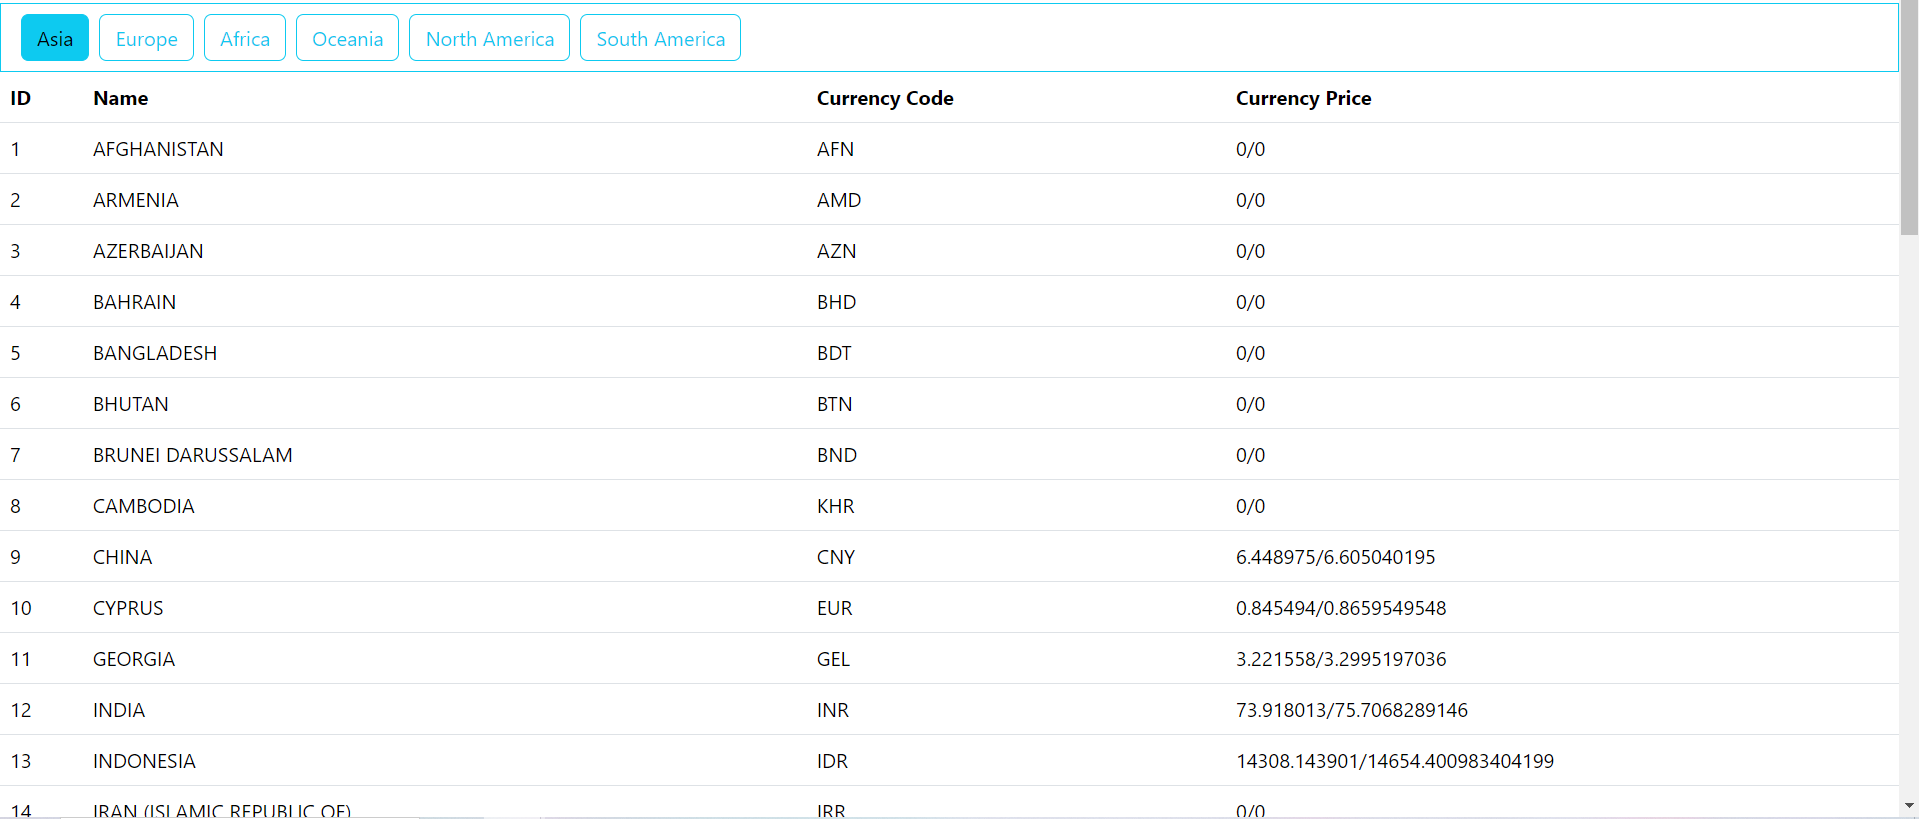 Asia Europe Africa Oceania North America South America
ID Name Currency Code Currency Price
1 AFGHANISTAN AFN 0/0
2 ARMENIA AMD 0/0
3 AZERBAIJAN AZN 0/0
4 BAHRAIN BHD 0/0
5 BANGLADESH BDT 0/0
6 BHUTAN BTN 0/0
7 BRUNEI DARUSSALAM BND 0/0
8 CAMBODIA KHR 0/0
9 CHINA CNY 6.448975/6.605040195
10 CYPRUS EUR 0.845494/0.8659549548
11 GEORGIA GEL 3.221558/3.2995197036
12 INDIA INR 73.918013/75.7068289146
13 INDONESIA IDR 14308.143901/14654.400983404199
14 IRAN (ISLAMIC REPUBLIC OF) IRR 0/0